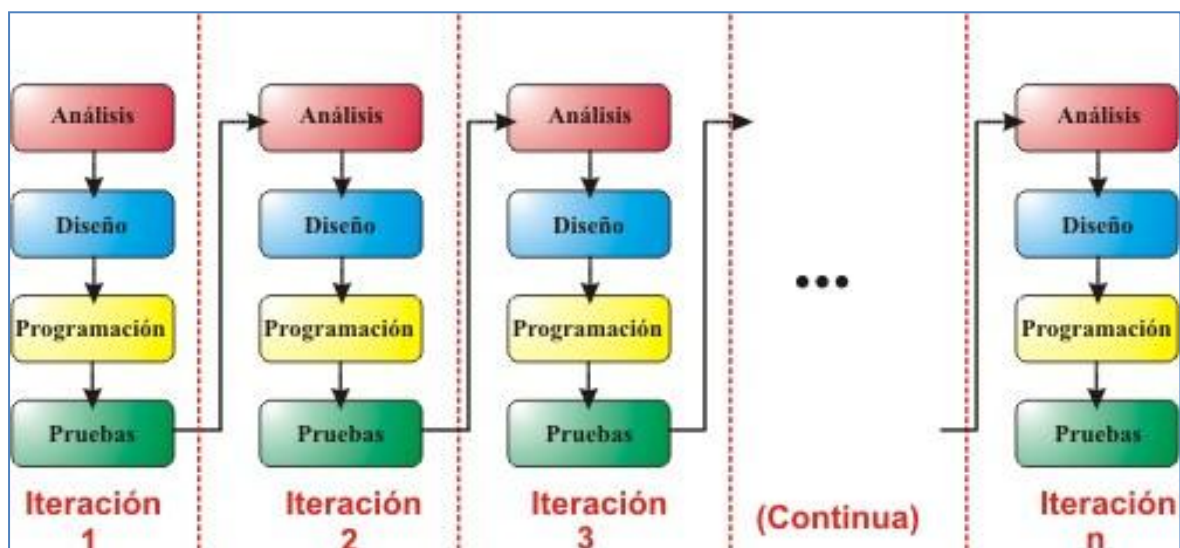 Análisis
Diseño
Programación
Pruebas
Iteración
1
Análisis
Diseño
Programación
Pruebas
Iteración
2
Análisis
Diseño
Programación
Pruebas
Iteración
3
•••
(Continua)
Análisis
Diseño
Programación
Pruebas
Iteración
n